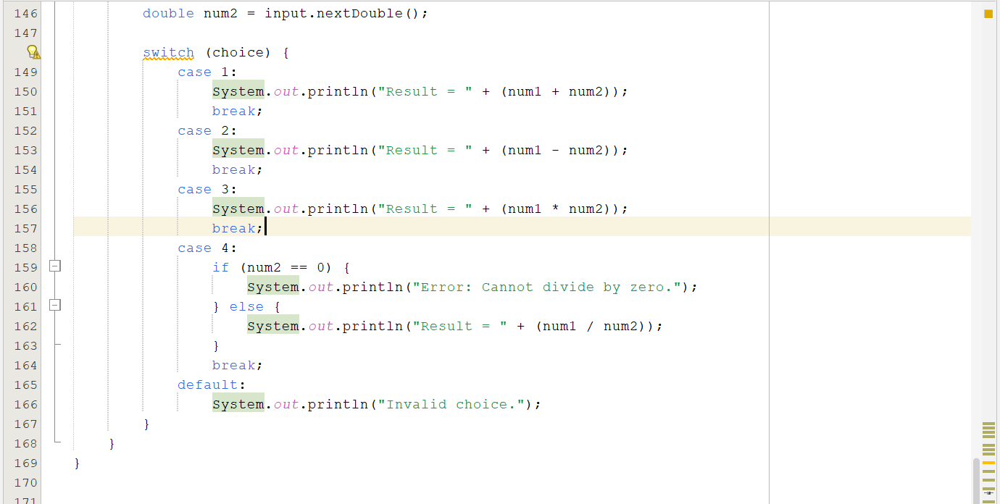 146 double num2 = input.nextDouble();
147
switch (choice) {
149 case 1:
150 System.out.println("Result = " + (num1 + num2));
151 break;
152 case 2:
153 System.out.println("Result = " + (num1 - num2));
154 break;
155 case 3:
156 System.out.println("Result = " + (num1 * num2));
157 break;
158 case 4:
159 if (num2 == 0) {
160 System.out.println("Error: Cannot divide by zero.");
161 } else {
162 System.out.println("Result = " + (num1 / num2));
163 }
164 break;
165 default:
166 System.out.println("Invalid choice.");
167 }
168 }
169 }
170
171